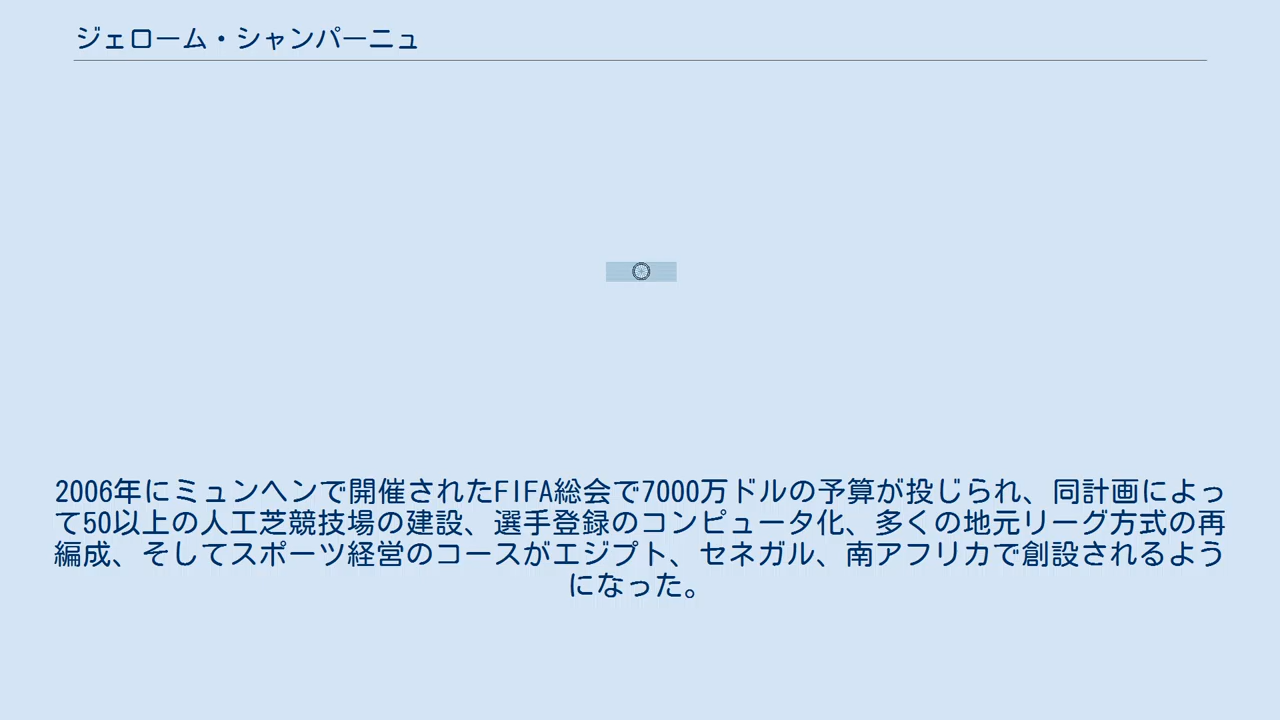 ジェローム・シャンパーニュ
2006年にミュンヘンで開催されたFIFA総会で7000万ドルの予算が投じられ、同計画によっ
て50以上の人工芝競技場の建設、選手登録のコンピュータ化、多くの地元リーグ方式の再
編成、そしてスポーツ経営のコースがエジプト、セネガル、南アフリカで創設されるよう
になった。